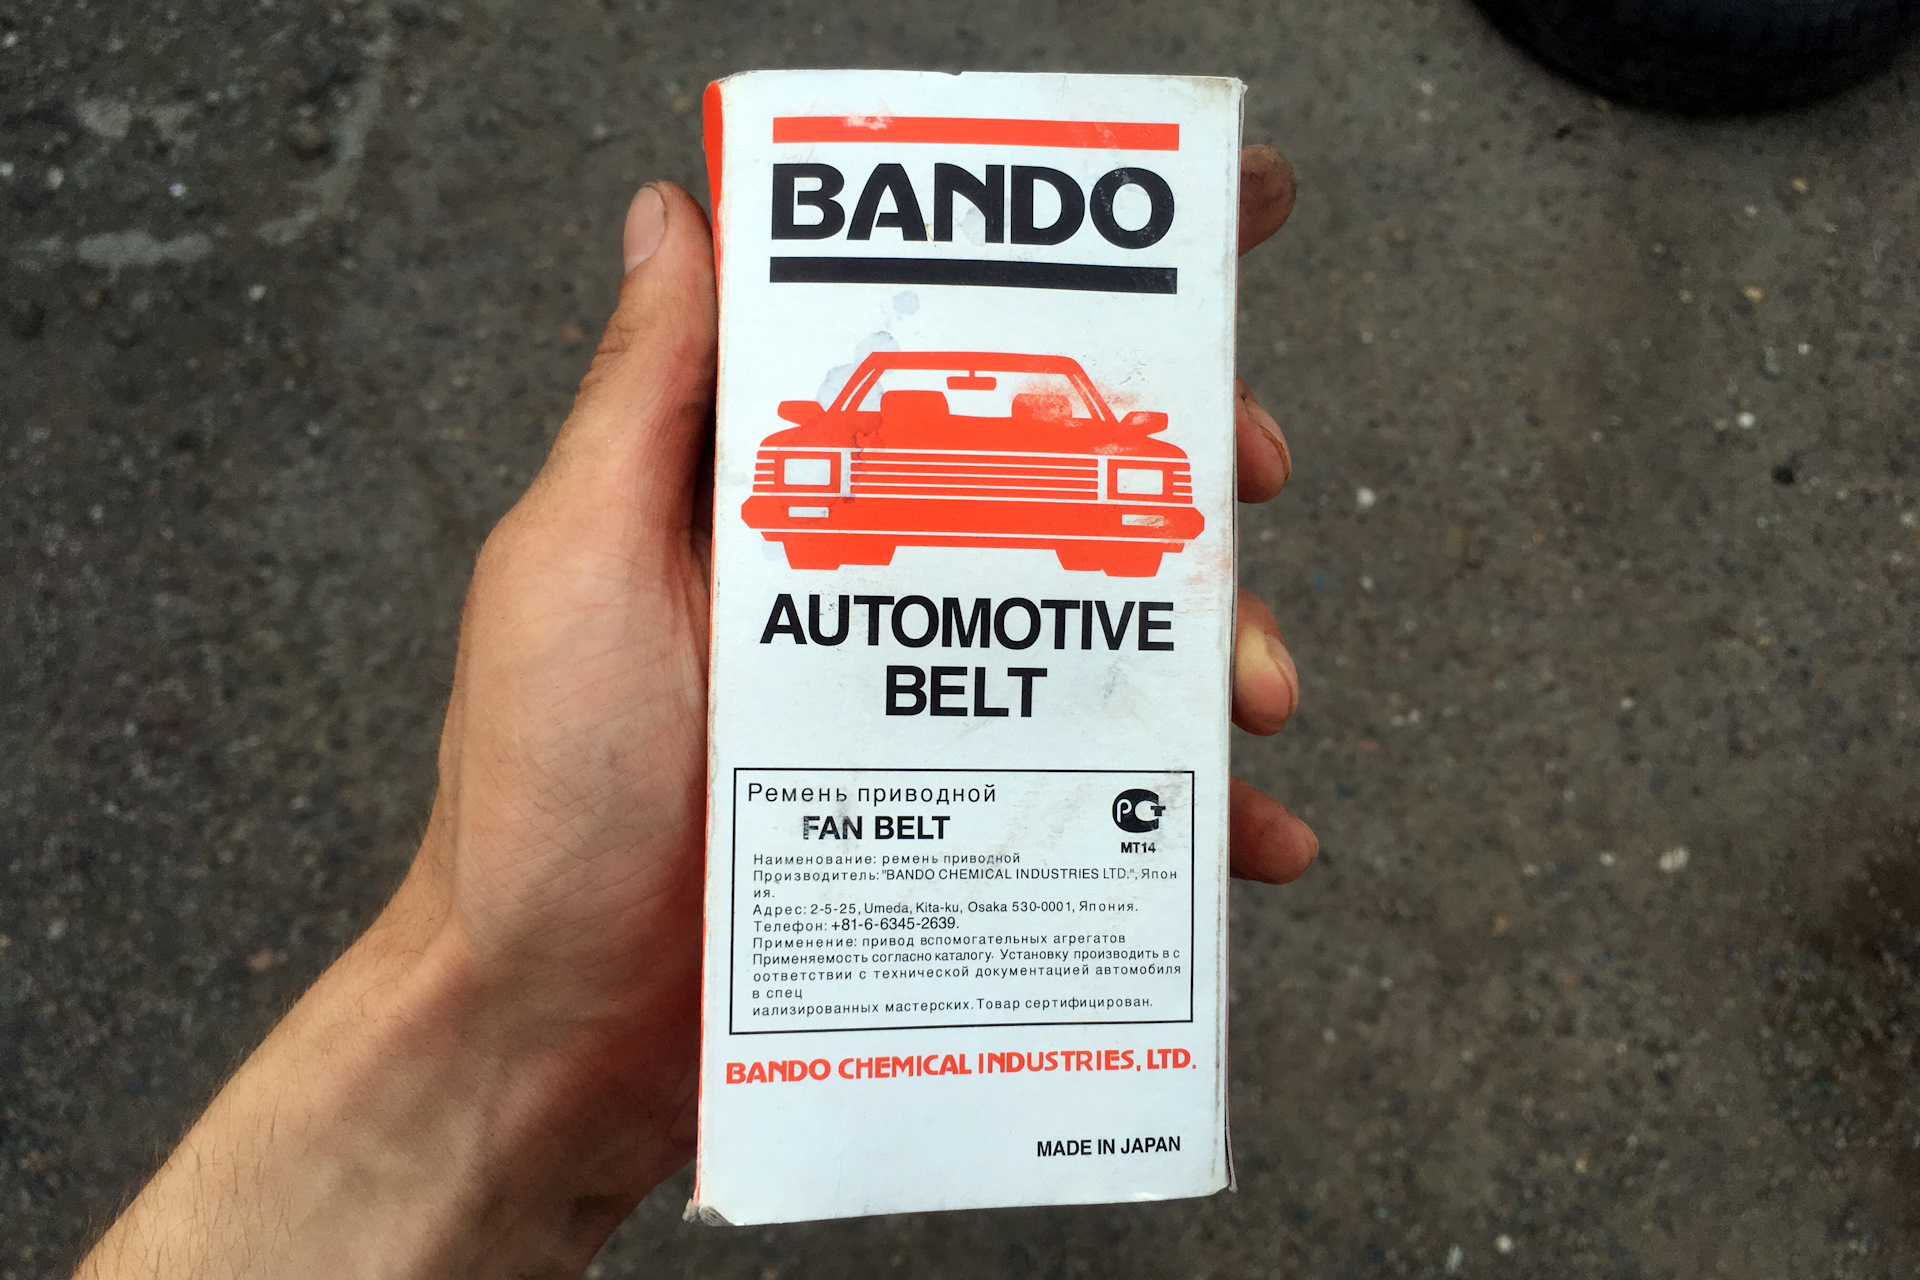 BANDO
AUTOMOTIVE
BELT
Ремень приводной
FAN BELT
РСТ
МТ14
Наименование: ремень приводной
Производитель: "BANDO CHEMICAL INDUSTRIES LTD.", Япон
ия.
Адрес: 2-5-25, Umeda, Kita-ku, Osaka 530-0001, Япония.
Телефон: +81-6-6345-2639.
Применение: привод вспомогательных агрегатов
Применяемость согласно каталогу. Установку производить в с
оответствии с технической документацией автомобиля
в спец
иализированных мастерских. Товар сертифицирован.
BANDO CHEMICAL INDUSTRIES, LTD.
MADE IN JAPAN